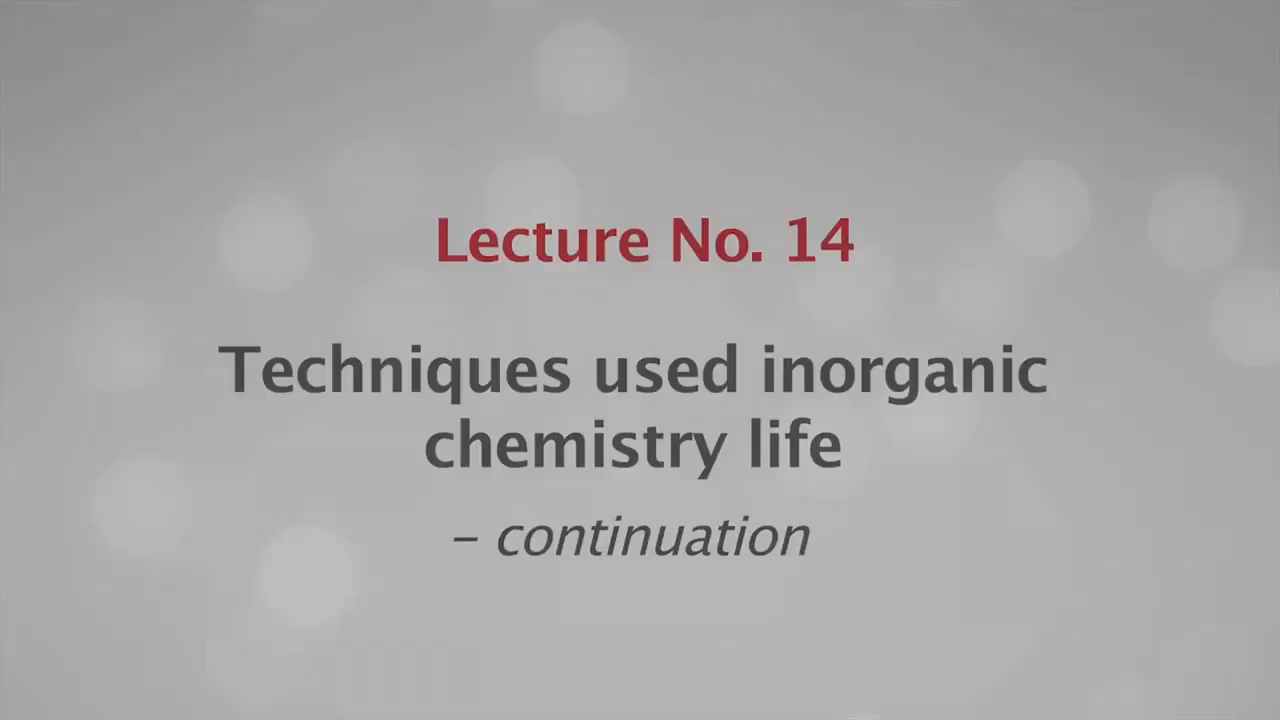 Lecture No. 14
Techniques used inorganic
chemistry life
– continuation